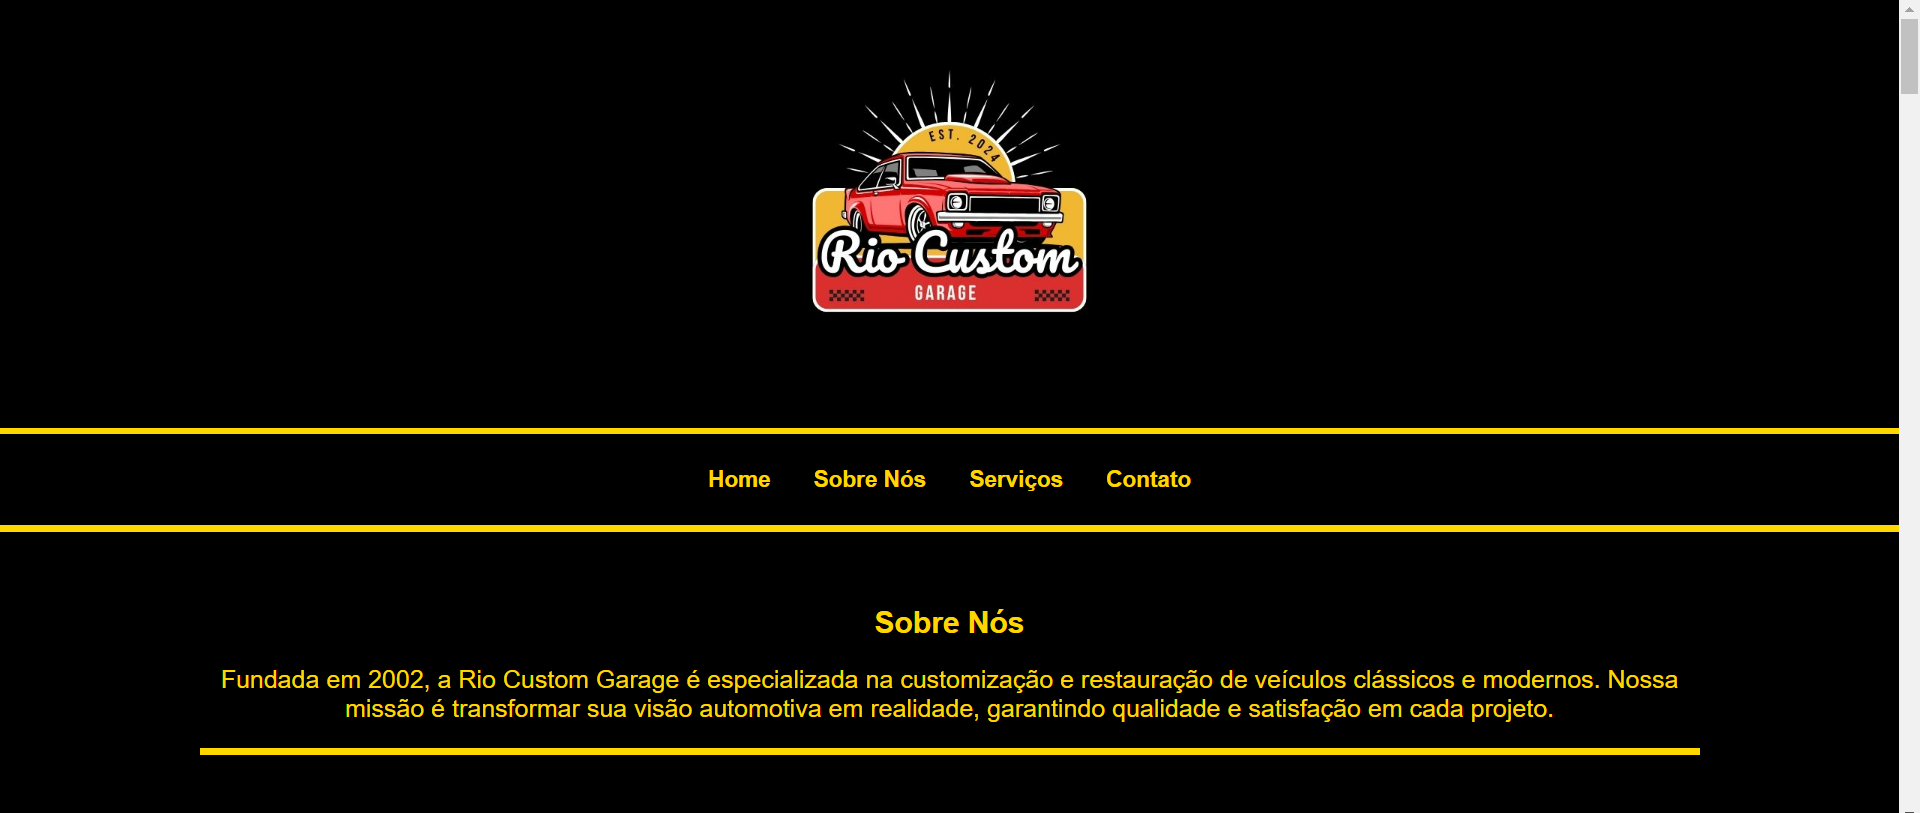 EST. 2024
Rio Custom
GARAGE
Home Sobre Nós Serviços Contato
Sobre Nós
Fundada em 2002, a Rio Custom Garage é especializada na customização e restauração de veículos clássicos e modernos. Nossa
missão é transformar sua visão automotiva em realidade, garantindo qualidade e satisfação em cada projeto.